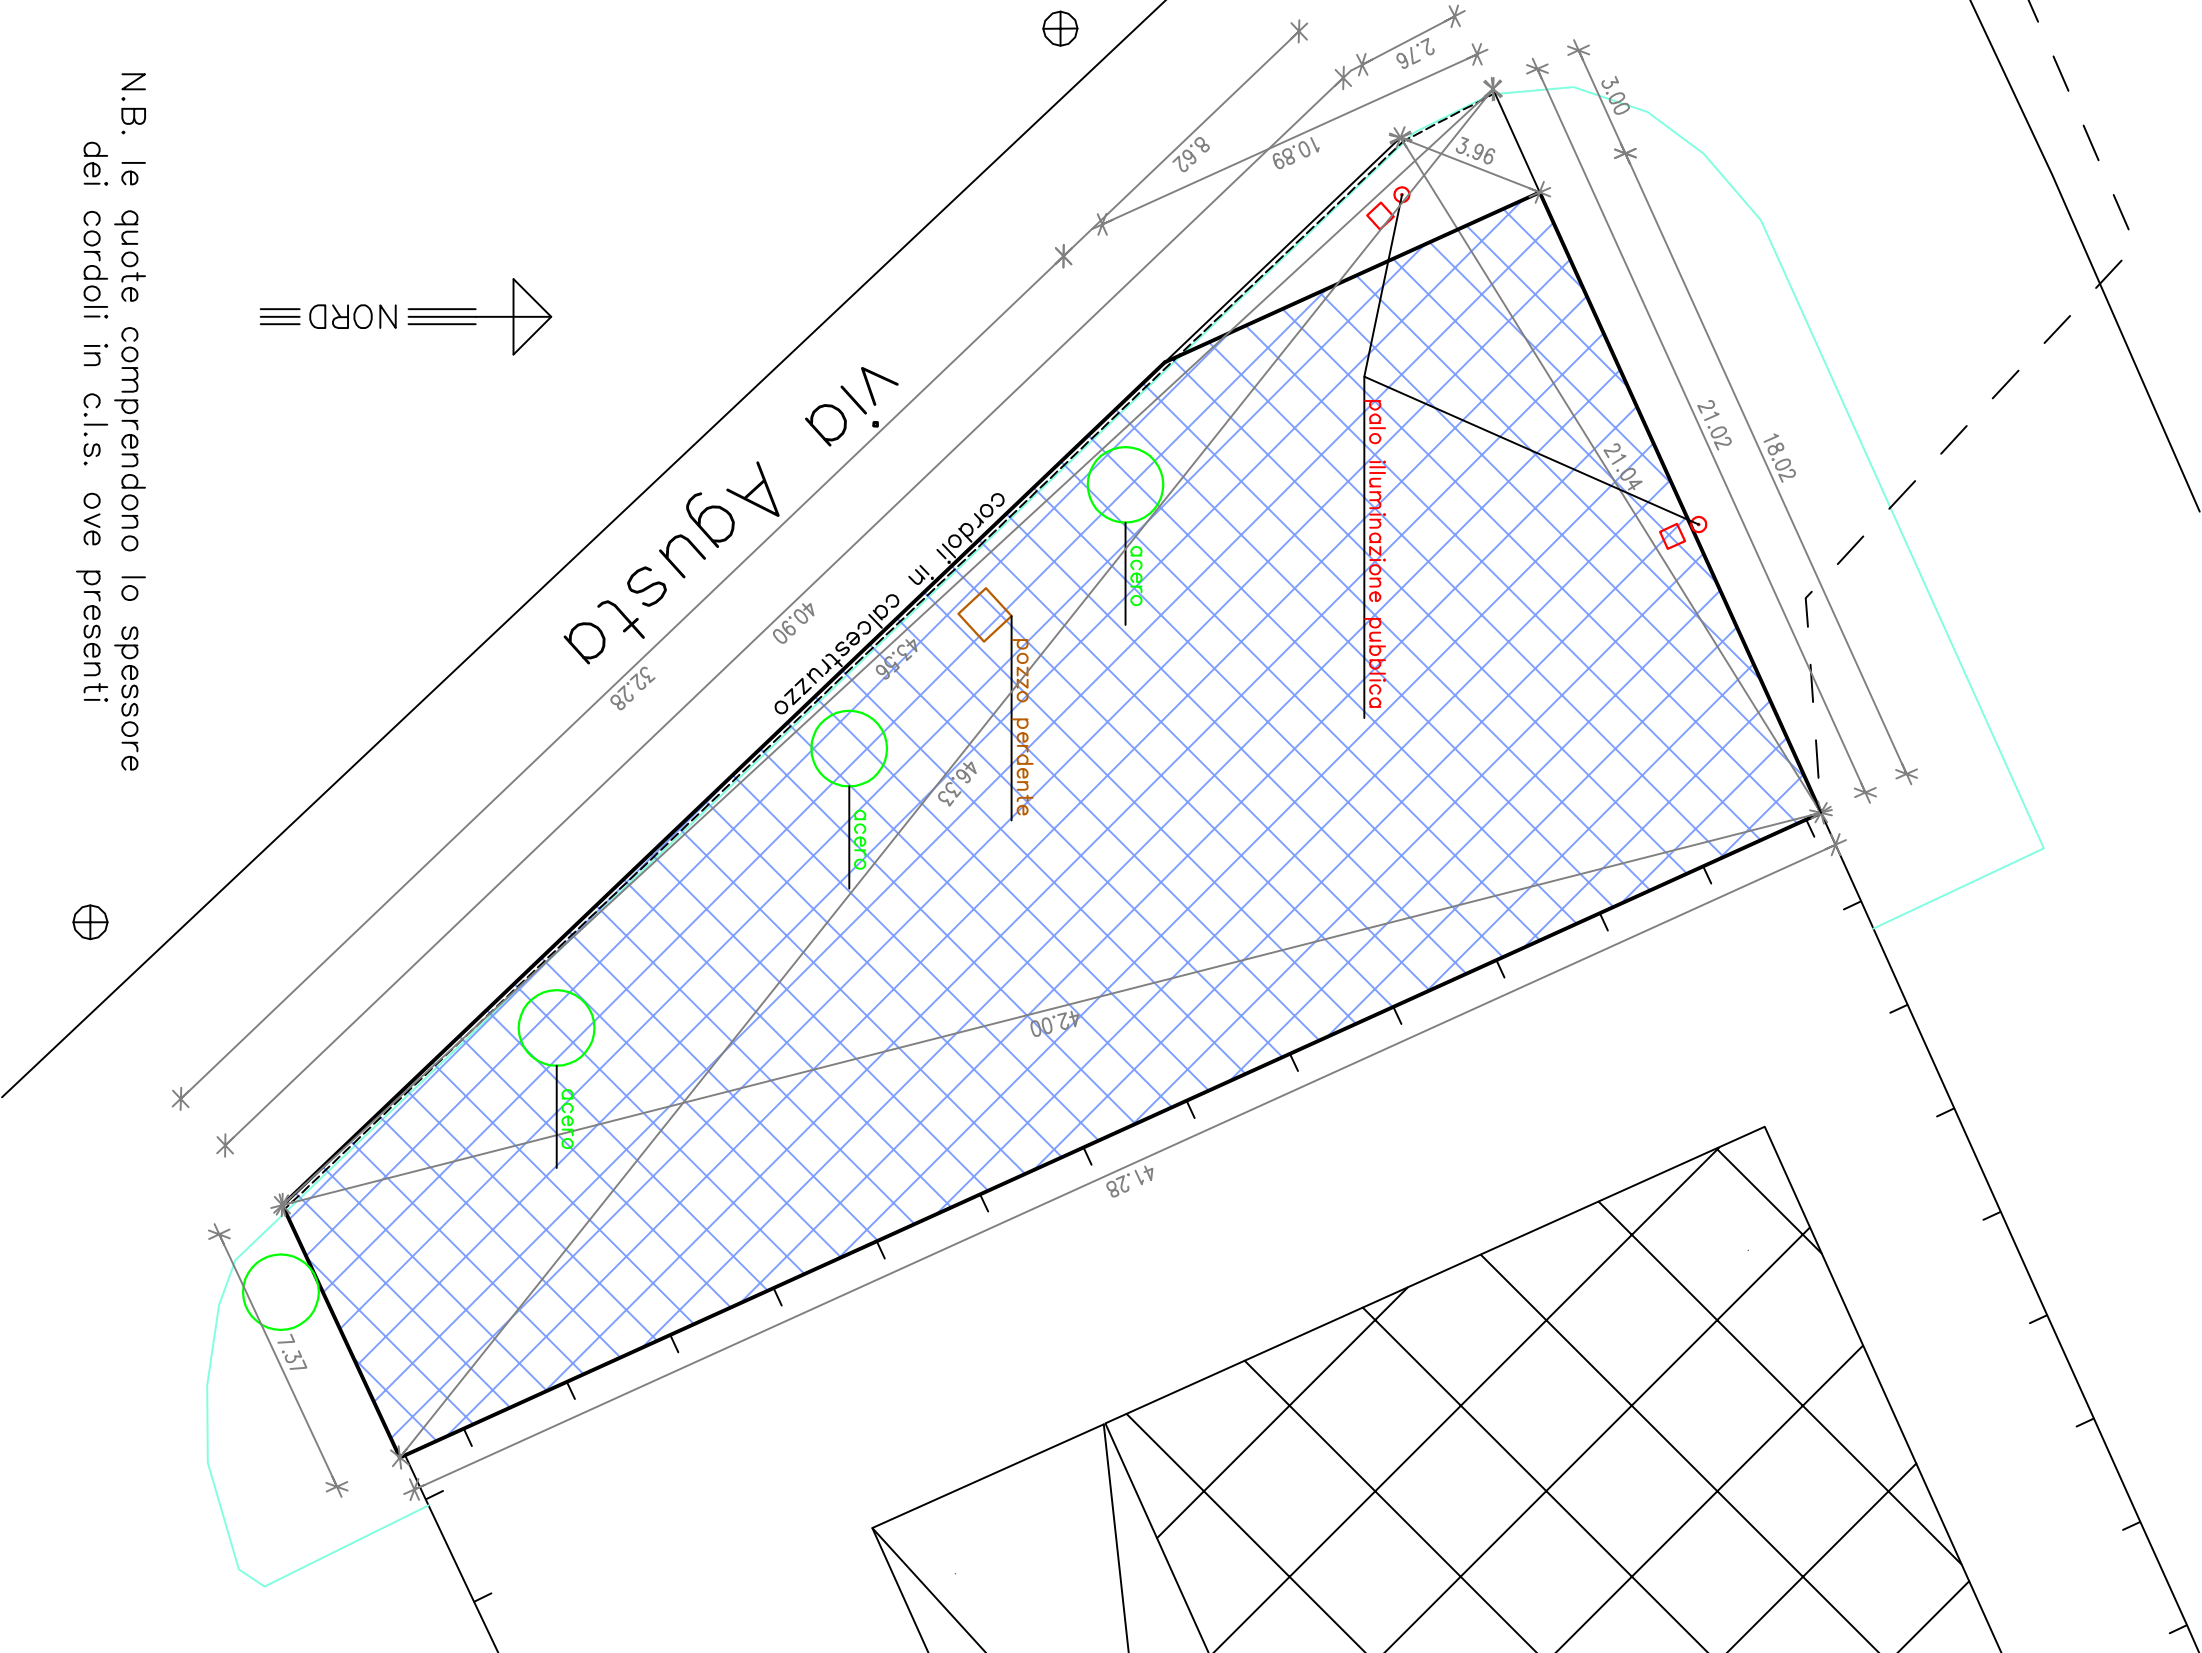 N.B. le quote comprendono lo spessore
dei cordoli in c.l.s. ove presenti
NORD
via Agusta
cordoli in calcestruzzo
palo illuminazione pubblica
pozzo perdente
acero
acero
acero
2.76
3.00
8.62
10.89
3.96
21.02
18.02
21.04
40.90
43.56
32.28
46.33
42.00
41.28
7.37